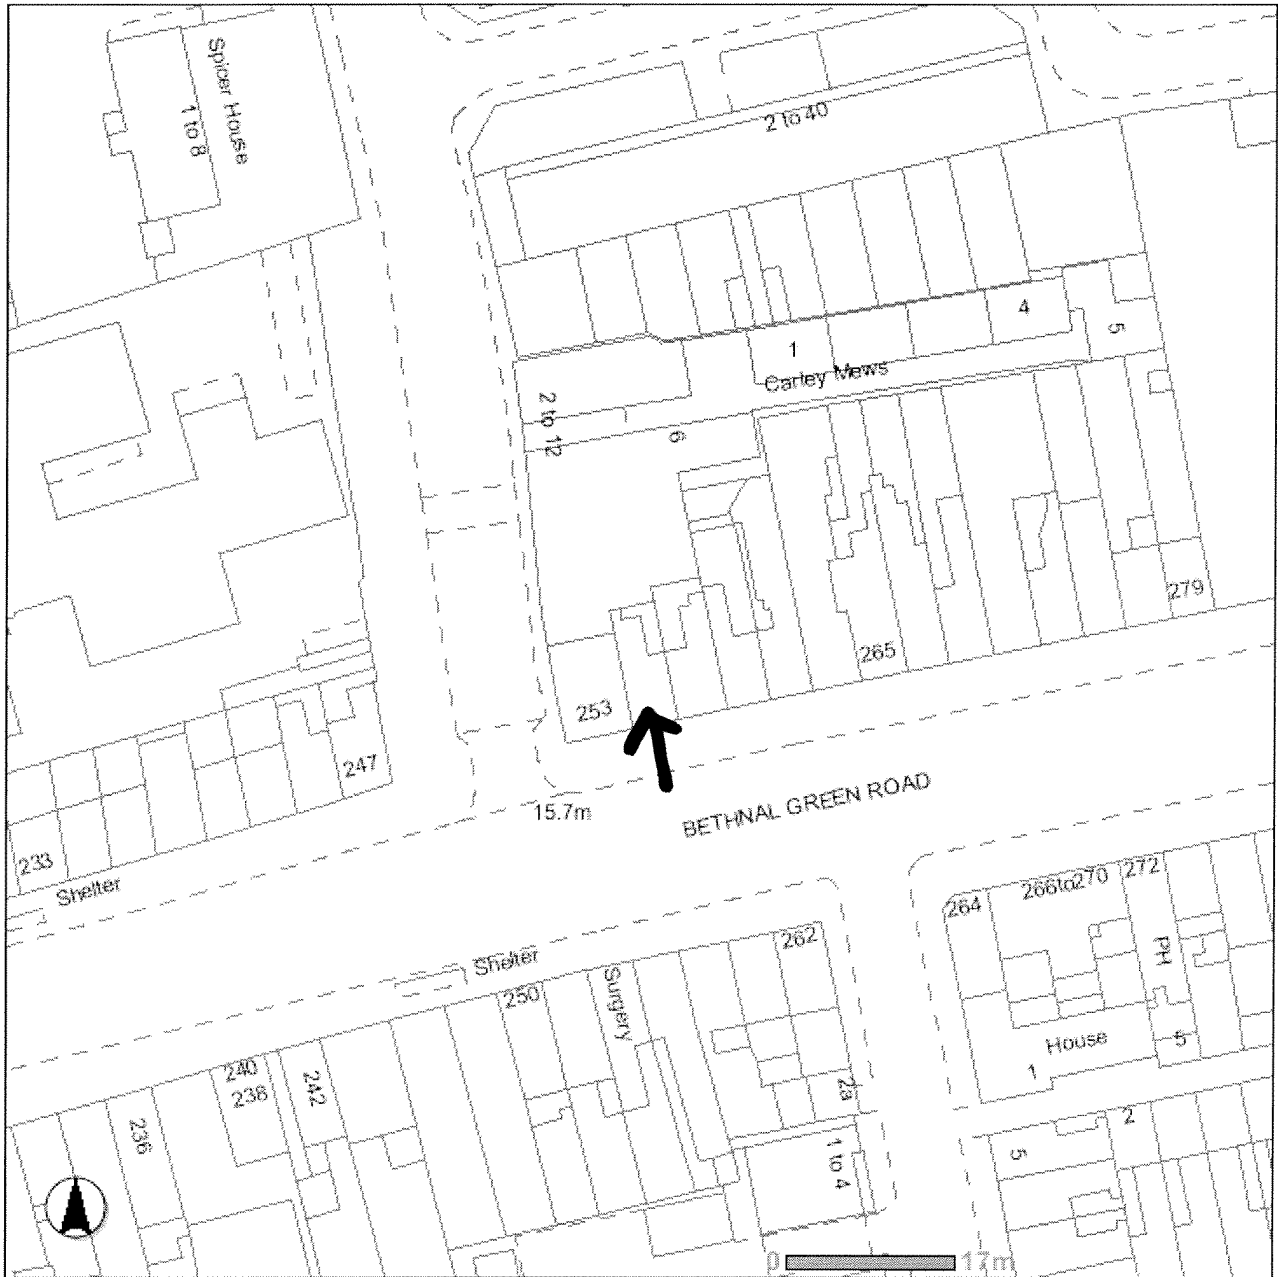 Spicer House
1 to 8
2 to 40
4
5
1
Carley Mews
2 to 12
6
279
265
253
247
15.7m
BETHNAL GREEN ROAD
233
Shelter
272
266to270
264
262
Shelter
PH
250
Surgery
House
5
240
1
242
238
2a
2
236
1 to 4
5
0 17m